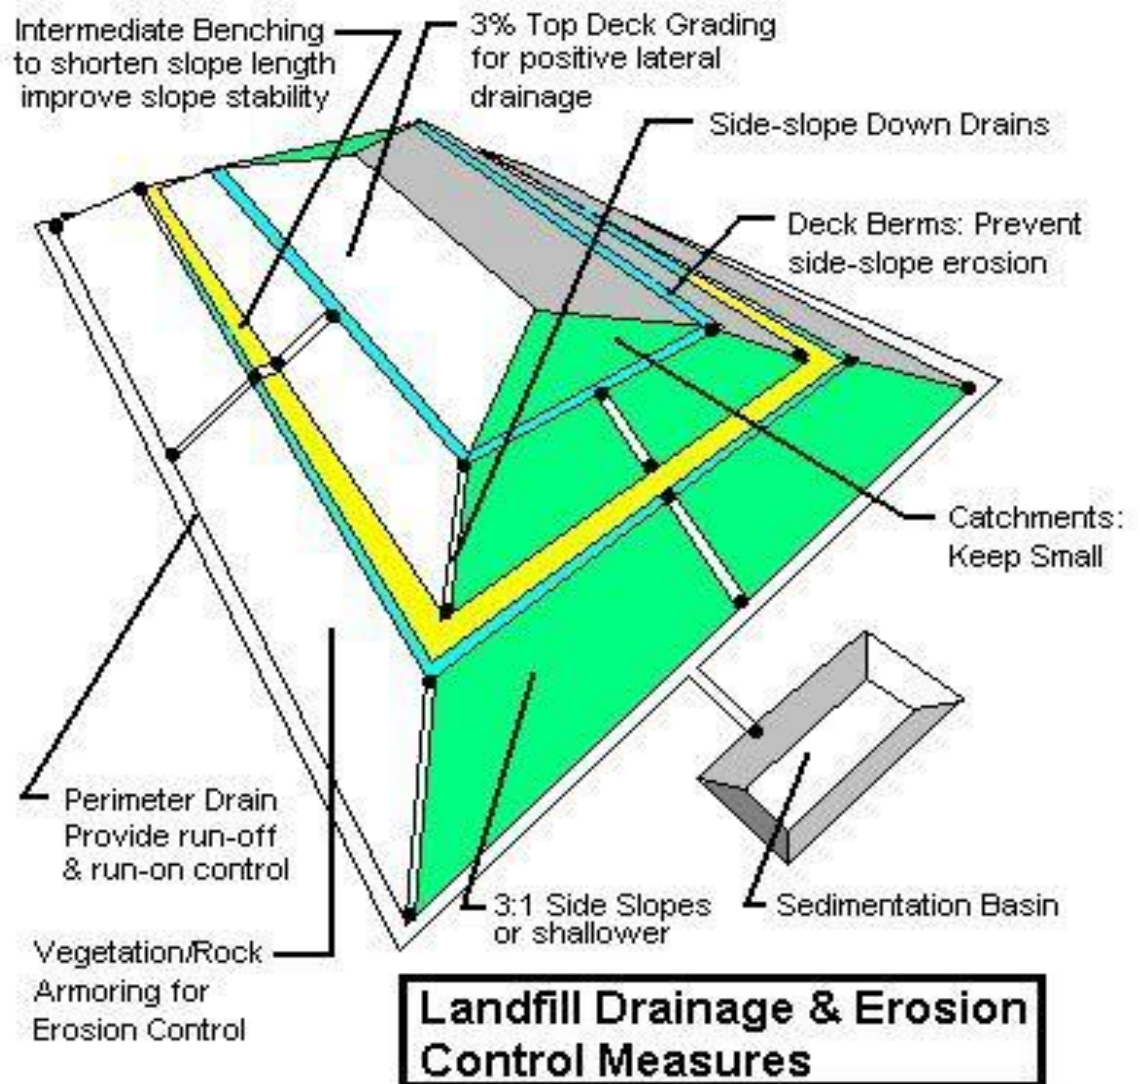 Intermediate Benching
to shorten slope length
improve slope stability
3% Top Deck Grading
for positive lateral
drainage
Side-slope Down Drains
Deck Berms: Prevent
side-slope erosion
Catchments:
Keep Small
Perimeter Drain
Provide run-off
& run-on control
3:1 Side Slopes
or shallower
Sedimentation Basin
Vegetation/Rock
Armoring for
Erosion Control
Landfill Drainage & Erosion
Control Measures